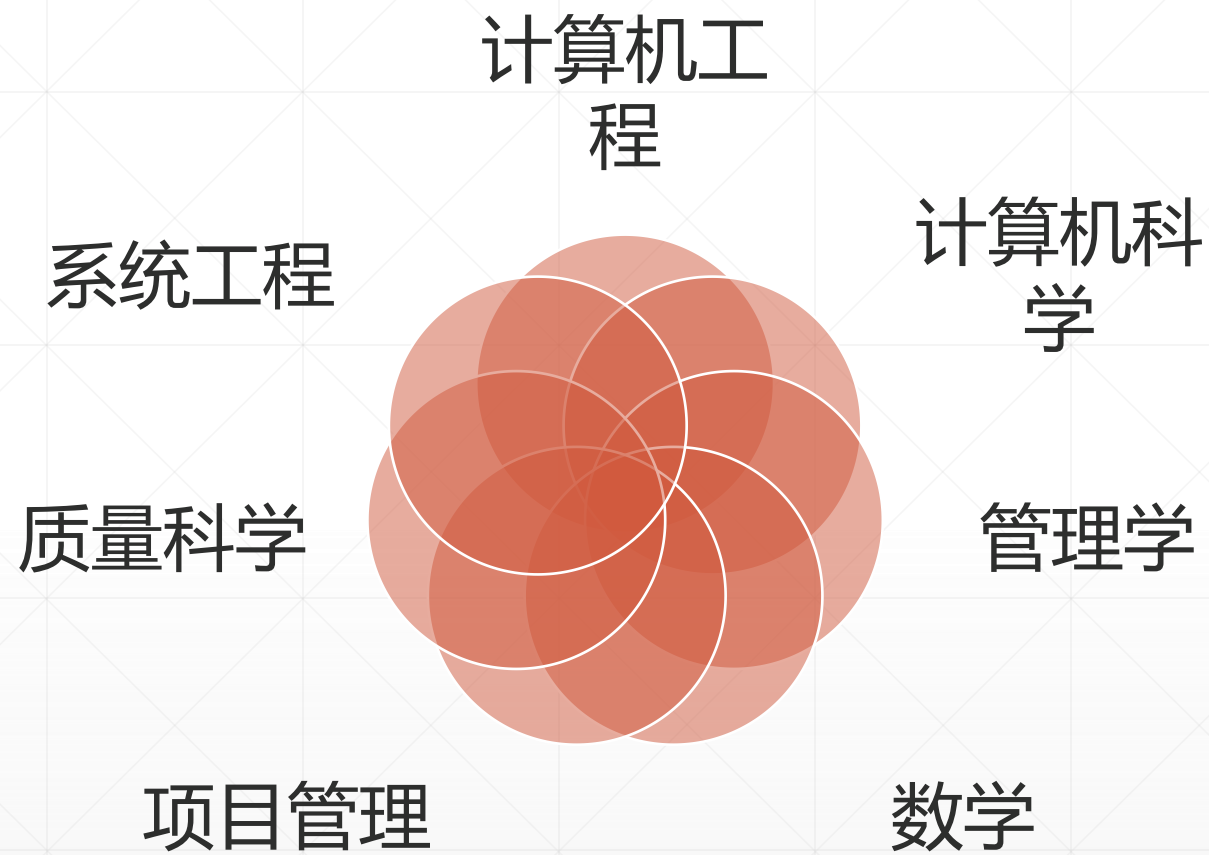 计算机工
程
计算机科
学
系统工程
质量科学
管理学
项目管理
数学